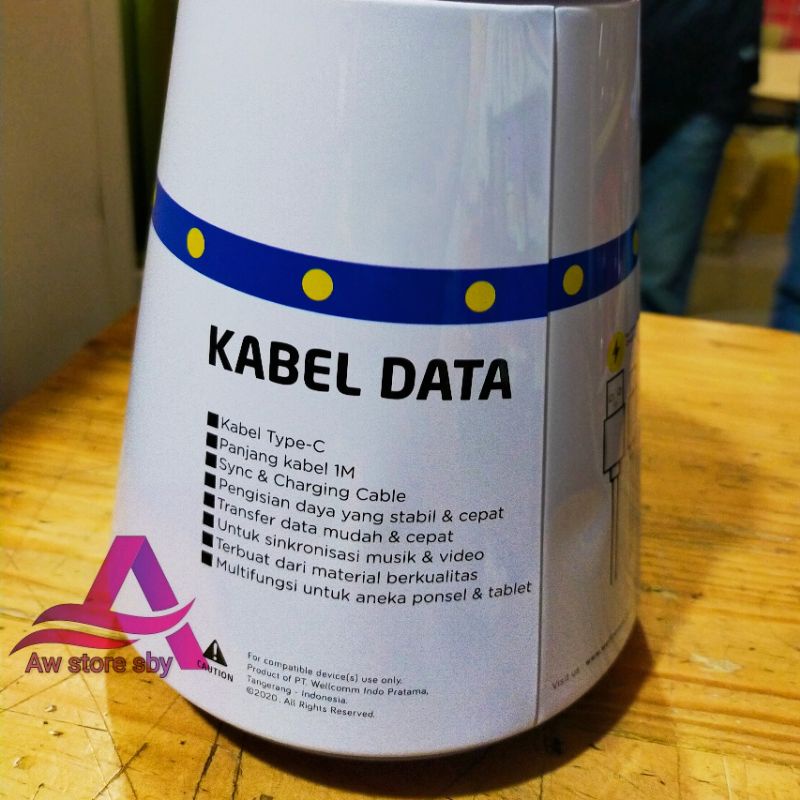 KABEL DATA
Kabel Type-C
Panjang kabel 1M
Sync & Charging Cable
Pengisian daya yang stabil & cepat
Transfer data mudah & cepat
Untuk sinkronisasi musik & video
Terbuat dari material berkualitas
Multifungsi untuk aneka ponsel & tablet
Aw store sby
CAUTION
For compatible device(s) use only.
Product of PT. Wellcomm Indo Pratama,
Tangerang - Indonesia.
©2020. All Rights Reserved.
Visit us